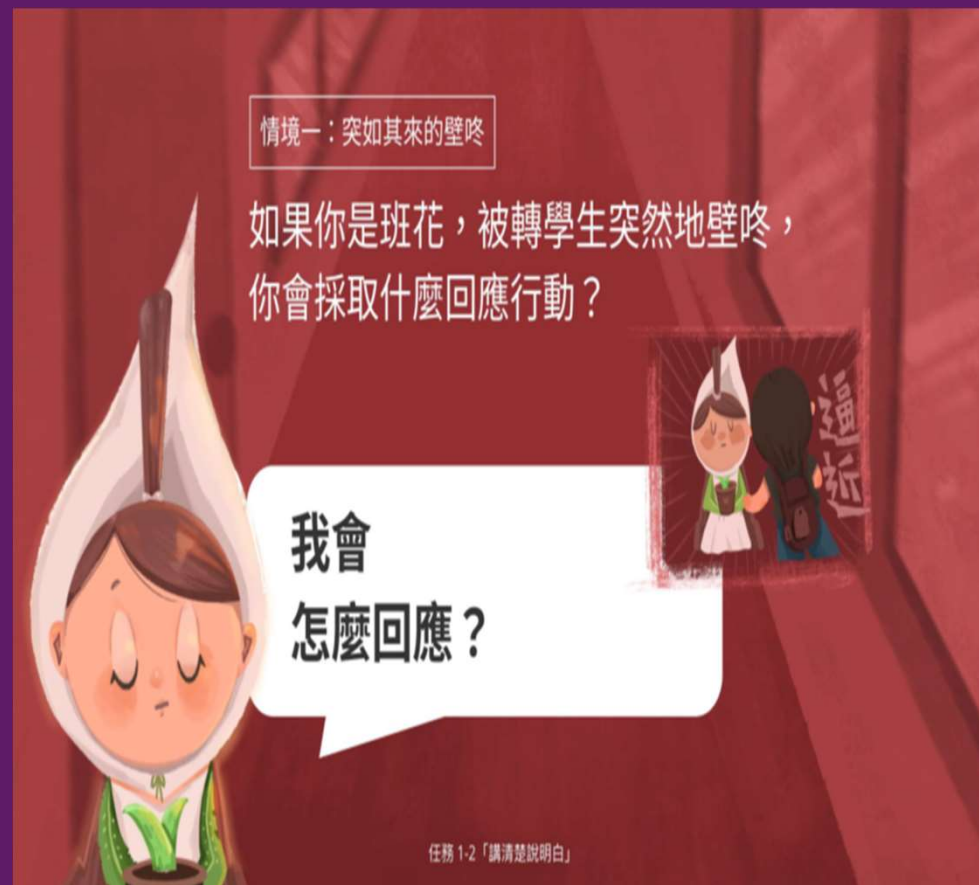 情境一：突如其來的壁咚
如果你是班花，被轉學生突然地壁咚，
你會採取什麼回應行動？
逼近
我會
怎麼回應？
任務 1-2「講清楚說明白」